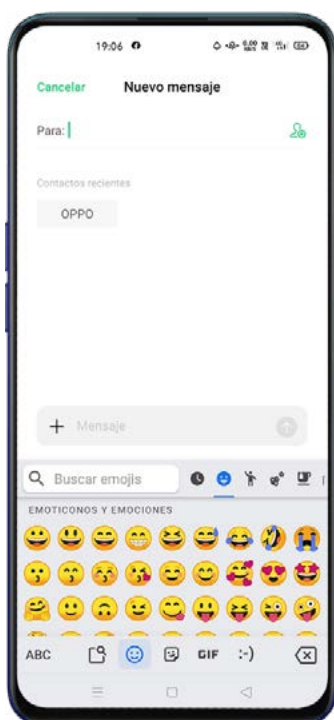 19:06
Cancelar Nuevo mensaje
Para:
Contactos recientes
OPPO
Mensaje
Buscar emojis
EMOTICONOS Y EMOCIONES
ABC GIF :-)